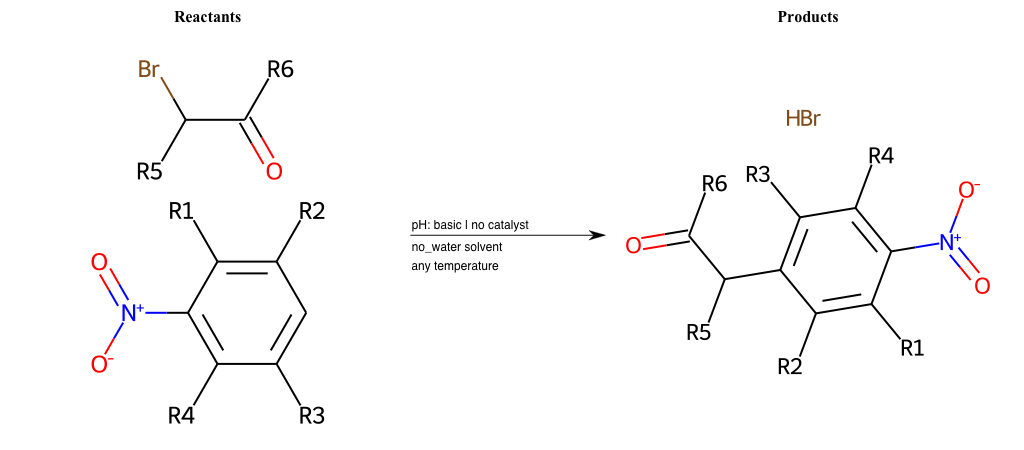 Reactants
Products
Br
R6
R5
O
HBr
R1
R2
O
N+
O-
R4
R3
pH: basic | no catalyst
no_water solvent
any temperature
R3
R4
R6
O
O-
N+
O
R5
R2
R1